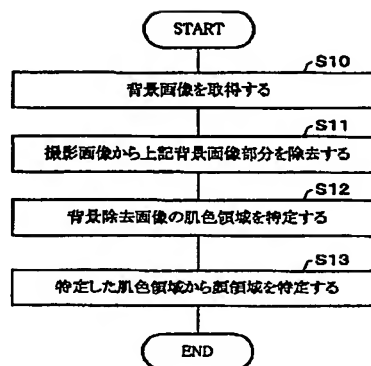 START
S10
背景画像を取得する
S11
撮影画像から上記背景画像部分を除去する
S12
背景除去画像の肌色領域を特定する
S13
特定した肌色領域から顔領域を特定する
END